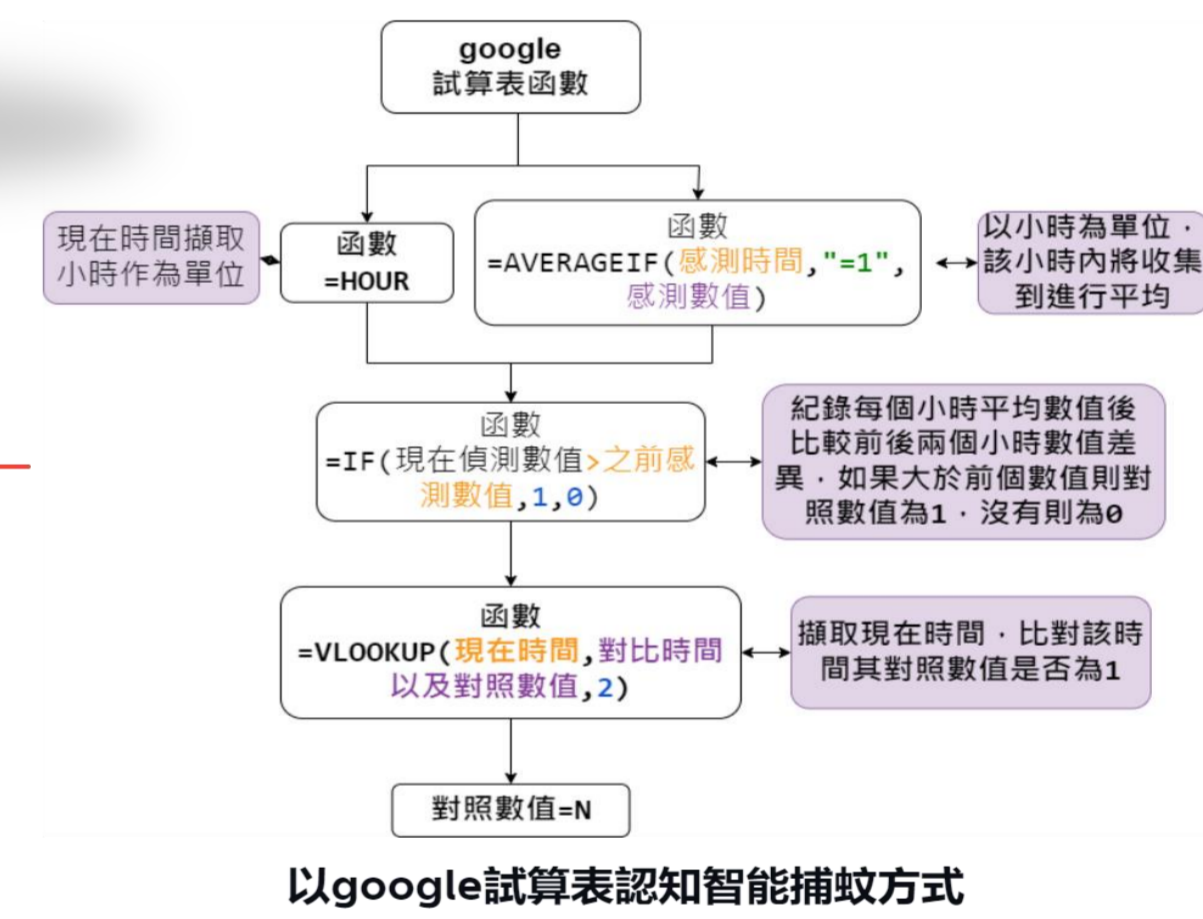 google
試算表函數
現在時間擷取
小時作為單位
函數
=HOUR
函數
=AVERAGEIF(感測時間,"=1",
感測數值)
以小時為單位，
該小時內將收集
到進行平均
函數
=IF(現在偵測數值>之前感
測數值,1,0)
紀錄每個小時平均數值後
比較前後兩個小時數值差
異，如果大於前個數值則對
照數值為1，沒有則為0
函數
=VLOOKUP(現在時間,對比時間
以及對照數值,2)
擷取現在時間，比對該時
間其對照數值是否為1
對照數值=N
以google試算表認知智能捕蚊方式